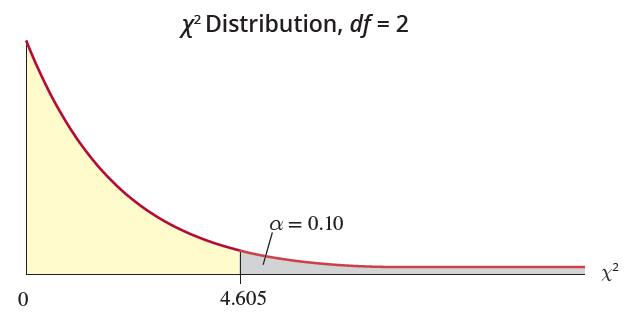 χ² Distribution, df = 2
α = 0.10
χ²
0
4.605